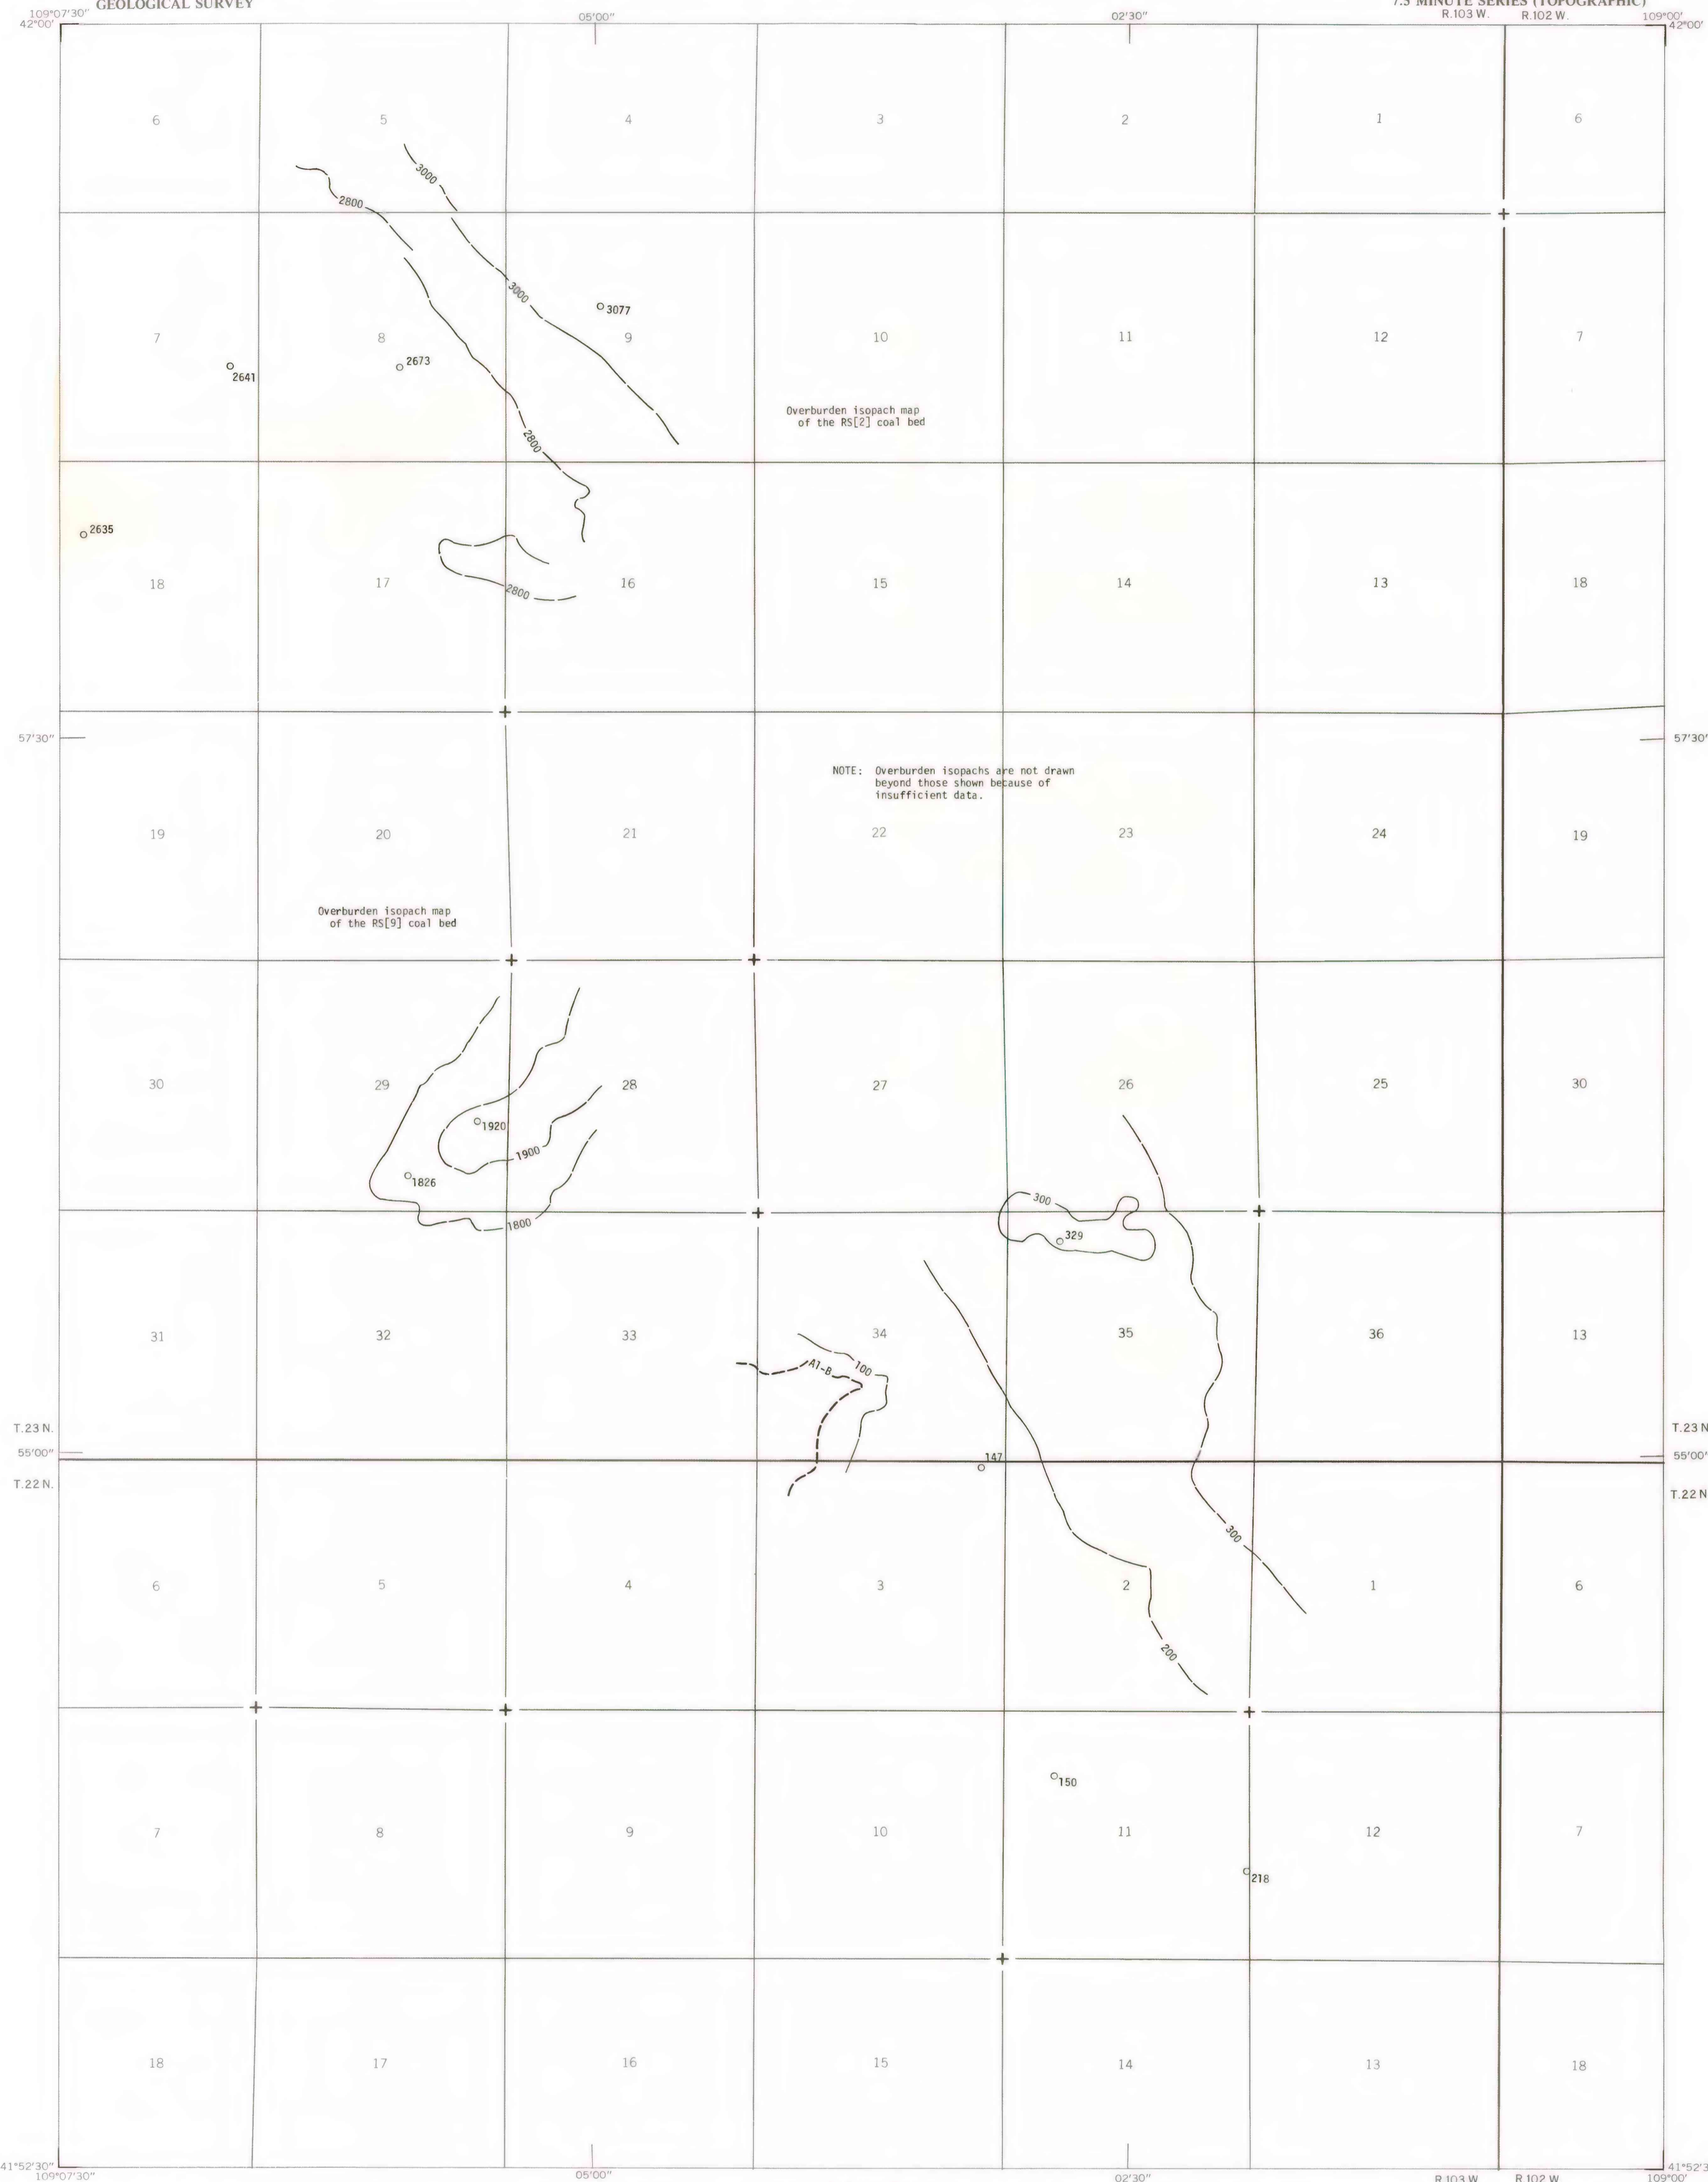 GEOLOGICAL SURVEY
7.5 MINUTE SERIES (TOPOGRAPHIC)
109°07'30" 05'00" 02'30" R.103 W. R.102 W. 109°00'
42°00' 42°00'
6 5 4 3 2 1 6
3000
2800
3000
3077
7 8 9 10 11 12 7
2673
2641
Overburden isopach map
of the RS[2] coal bed
2800
2635
18 17 16 15 14 13 18
2800
57'30" 57'30"
NOTE: Overburden isopachs are not drawn
beyond those shown because of
insufficient data.
19 20 21 22 23 24 19
Overburden isopach map
of the RS[9] coal bed
30 29 28 27 26 25 30
1920
1900
1826
300
1800
329
31 32 33 34 35 36 13
A1-B
100
T.23 N. T.23 N
55'00" 55'00"
147
T.22 N. T.22 N
300
6 5 4 3 2 1 6
200
150
7 8 9 10 11 12 7
218
18 17 16 15 14 13 18
41°52'30" 41°52'3
109°07'30" 05'00" 02'30" R.103 W. R.102 W. 109°00'